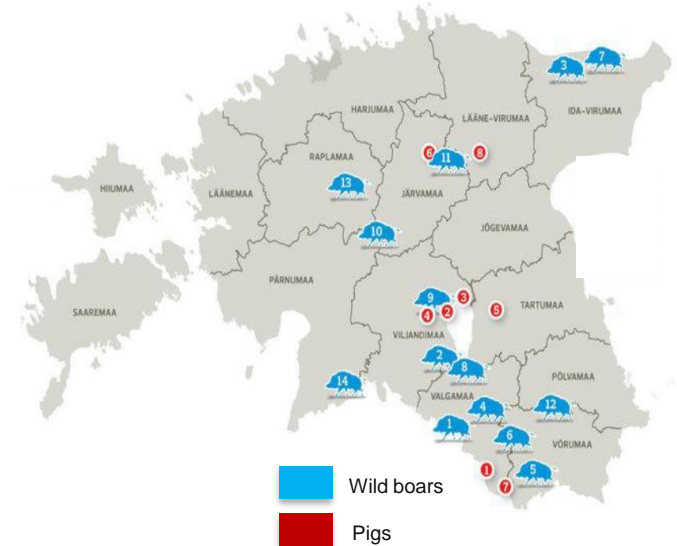 3
7
HARJUMAA
LÄÄNE-VIRUMAA
IDA-VIRUMAA
6
11
8
RAPLAMAA
13
HIIUMAA
LÄÄNEMAA
JÄRVAMAA
10
JÕGEVAMAA
PÄRNUMAA
9
3
SAAREMAA
4
2
5
TARTUMAA
VILJANDIMAA
2
8
14
PÕLVAMAA
VALGAMAA
4
12
1
6
VÕRUMAA
1
5
7
Wild boars
Pigs